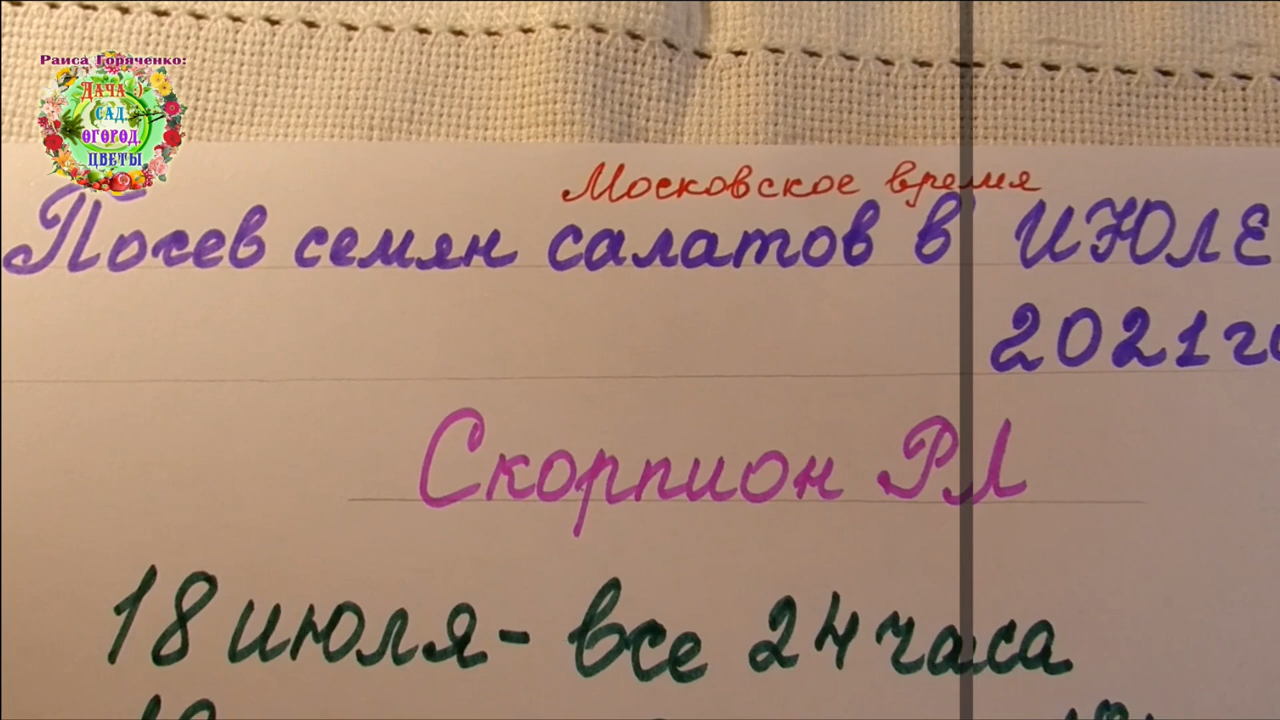 Раиса Горяченко:
Дача :)
сад,
огород,
цветы
Московское время
Посев семян салатов в ИЮЛЕ
2021
Скорпион РЛ
18 июля - все 24 часа